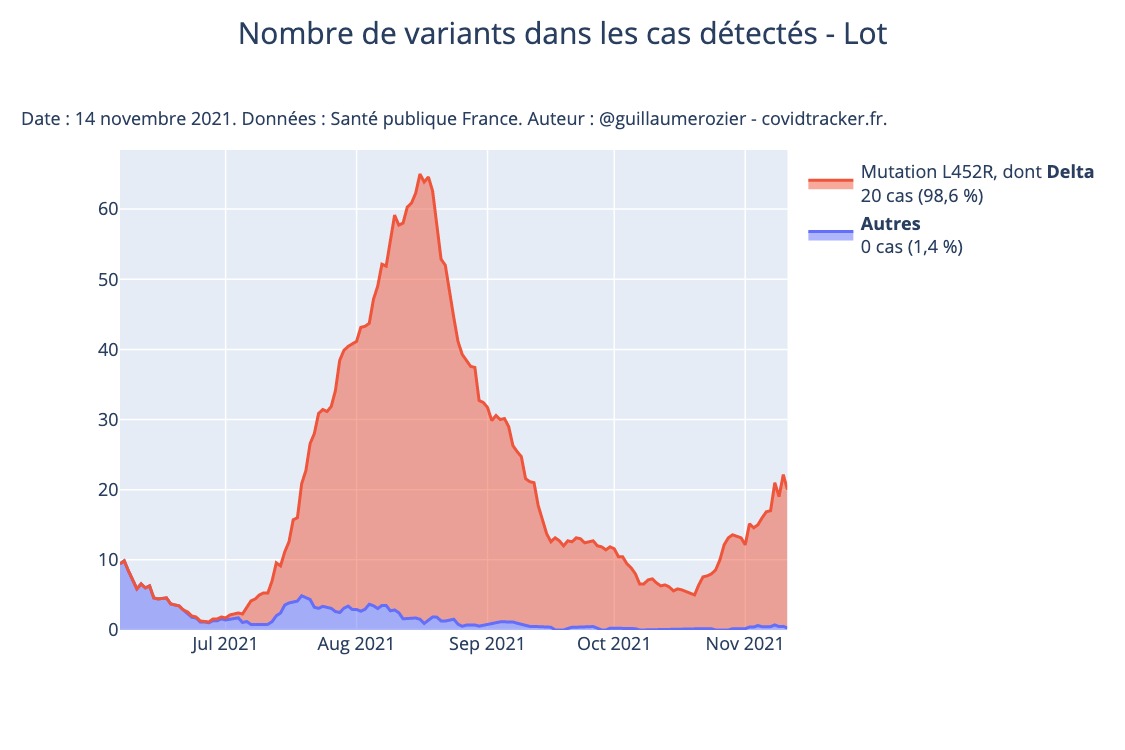 Nombre de variants dans les cas détectés - Lot
Date : 14 novembre 2021. Données : Santé publique France. Auteur : @guillaumerozier - covidtracker.fr.
Mutation L452R, dont Delta
20 cas (98,6 %)
Autres
0 cas (1,4 %)
60
50
40
30
20
10
0
Jul 2021
Aug 2021
Sep 2021
Oct 2021
Nov 2021